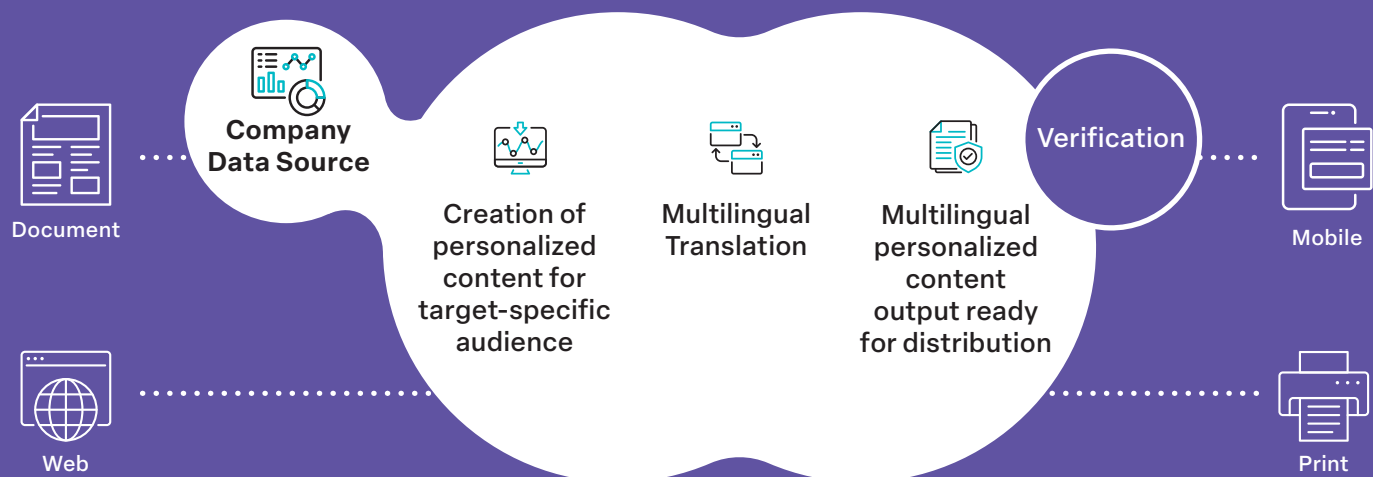 Company
Data Source
Document
Web
Creation of
personalized
content for
target-specific
audience
Multilingual
Translation
Multilingual
personalized
content
output ready
for distribution
Verification
Mobile
Print